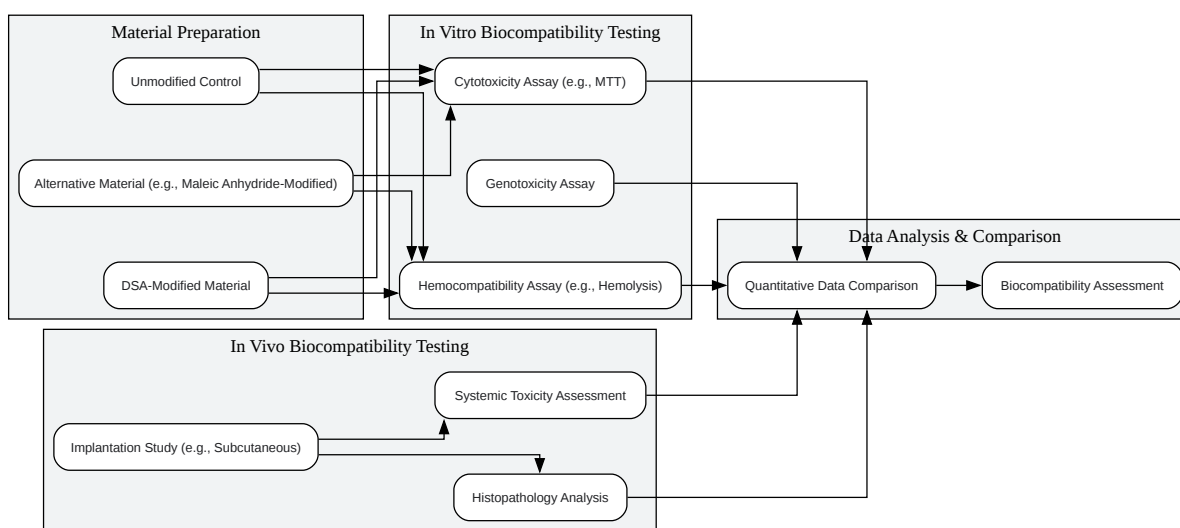 Material Preparation
Unmodified Control
Alternative Material (e.g., Maleic Anhydride-Modified)
DSA-Modified Material
In Vitro Biocompatibility Testing
Cytotoxicity Assay (e.g., MTT)
Genotoxicity Assay
Hemocompatibility Assay (e.g., Hemolysis)
Data Analysis & Comparison
Quantitative Data Comparison
Biocompatibility Assessment
In Vivo Biocompatibility Testing
Systemic Toxicity Assessment
Implantation Study (e.g., Subcutaneous)
Histopathology Analysis